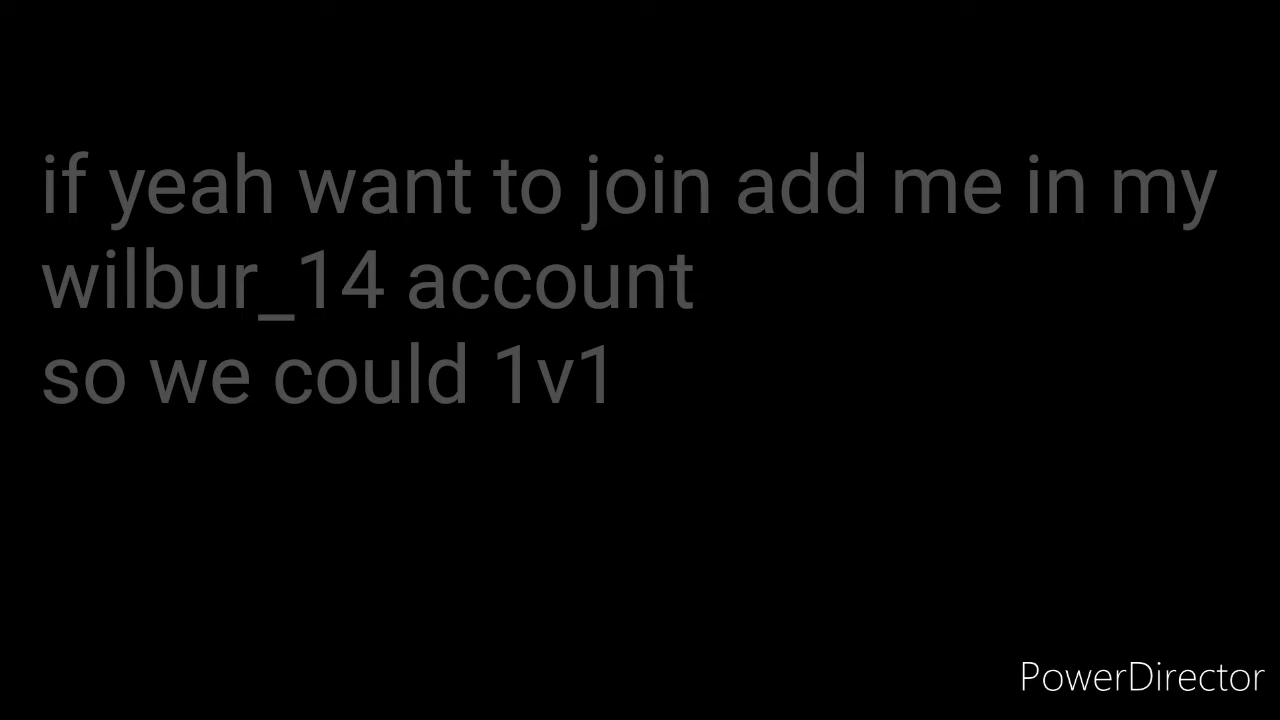 if yeah want to join add me in my
wilbur_14 account
so we could 1v1
PowerDirector